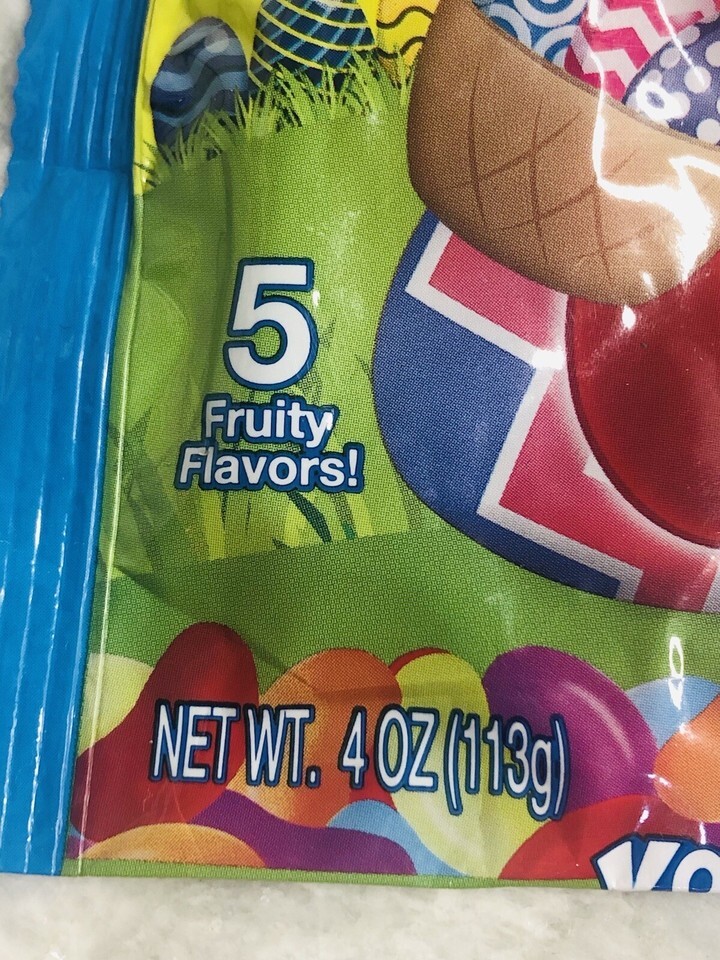 5
Fruity
Flavors!
NET WT. 4 OZ (113g)